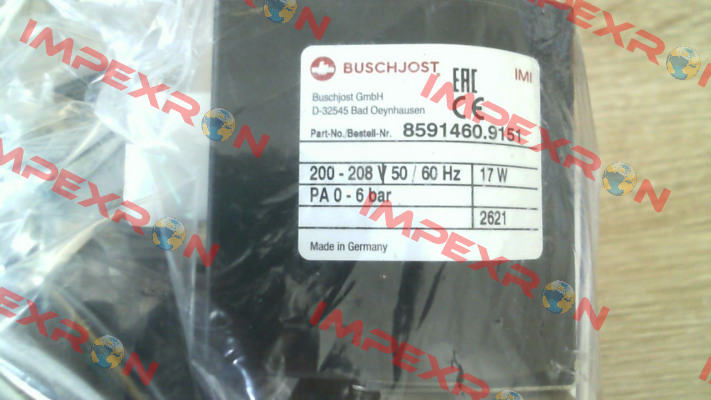 BUSCHJOST
EAC
IMI
Buschjost GmbH
D-32545 Bad Oeynhausen
CE
Part-No./Bestell-Nr. 8591460.9151
200 - 208 V 50 / 60 Hz 17 W
PA 0 - 6 bar
2621
Made in Germany
IMPEXRON
IMPEXRON
IMPEXRON
IMPEXRON
IMPEXRON
IMPEXRON